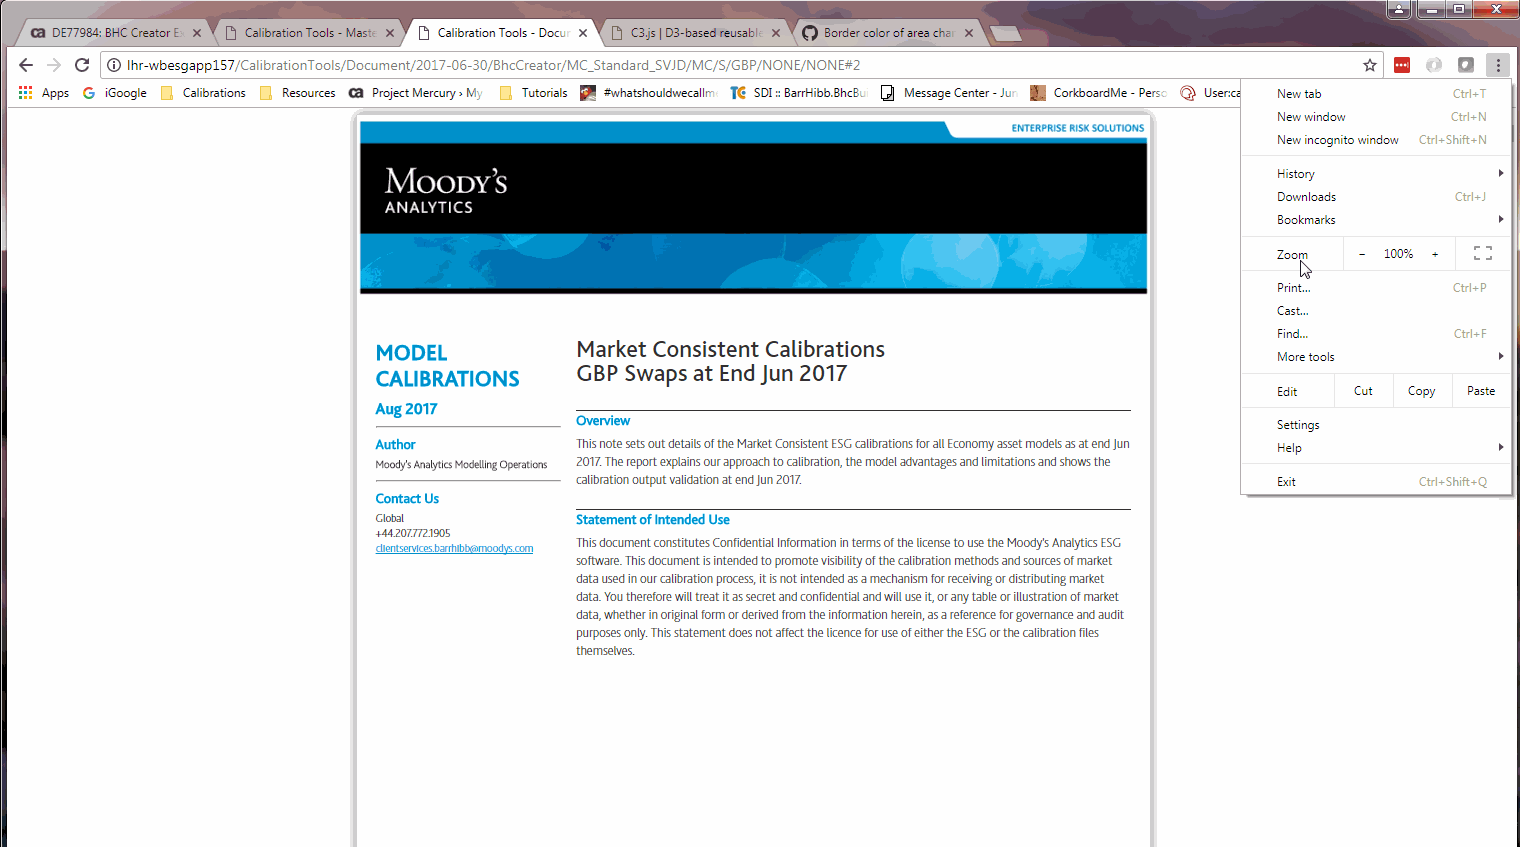 DE77984: BHC Creator Ex
Calibration Tools - Maste
Calibration Tools - Docum
C3.js | D3-based reusable
Border color of area char
lhr-wbesgapp157/CalibrationTools/Document/2017-06-30/BhcCreator/MC_Standard_SVJD/MC/S/GBP/NONE/NONE#2
Apps
iGoogle
Calibrations
Resources
Project Mercury › My
Tutorials
#whatshouldwecallme
SDI :: BarrHibb.BhcBui
Message Center - Jun
CorkboardMe - Perso
User:ca
New tab Ctrl+T
New window Ctrl+N
New incognito window Ctrl+Shift+N
History
Downloads Ctrl+J
Bookmarks
Zoom - 100% +
Print... Ctrl+P
Cast...
Find... Ctrl+F
More tools
Edit Cut Copy Paste
Settings
Help
Exit Ctrl+Shift+Q
ENTERPRISE RISK SOLUTIONS
MOODY'S
ANALYTICS
MODEL
CALIBRATIONS
Aug 2017
Author
Moody's Analytics Modelling Operations
Contact Us
Global
+44.207.772.1905
clientservices.barrhibb@moodys.com
Market Consistent Calibrations
GBP Swaps at End Jun 2017
Overview
This note sets out details of the Market Consistent ESG calibrations for all Economy asset models as at end Jun
2017. The report explains our approach to calibration, the model advantages and limitations and shows the
calibration output validation at end Jun 2017.
Statement of Intended Use
This document constitutes Confidential Information in terms of the license to use the Moody's Analytics ESG
software. This document is intended to promote visibility of the calibration methods and sources of market
data used in our calibration process, it is not intended as a mechanism for receiving or distributing market
data. You therefore will treat it as secret and confidential and will use it, or any table or illustration of market
data, whether in original form or derived from the information herein, as a reference for governance and audit
purposes only. This statement does not affect the licence for use of either the ESG or the calibration files
themselves.